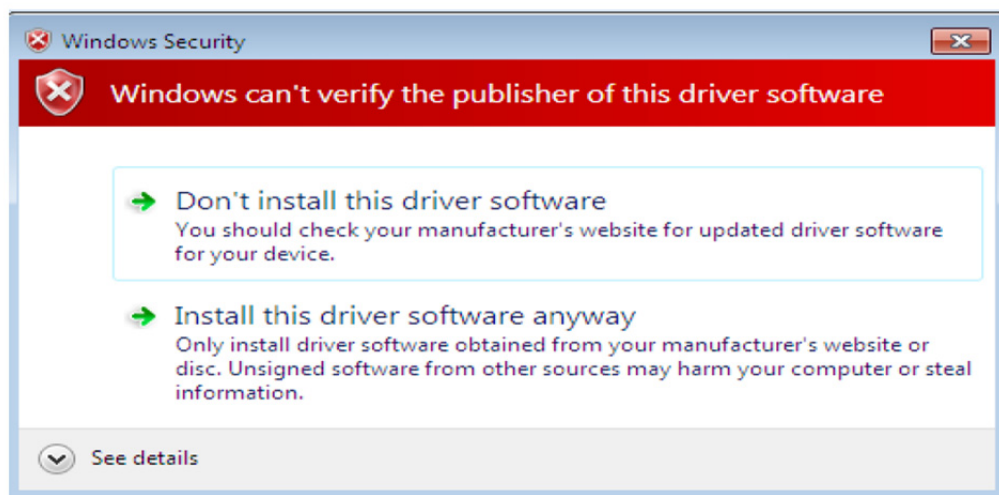 Windows Security
Windows can't verify the publisher of this driver software
Don't install this driver software
You should check your manufacturer's website for updated driver software
for your device.
Install this driver software anyway
Only install driver software obtained from your manufacturer's website or
disc. Unsigned software from other sources may harm your computer or steal
information.
See details